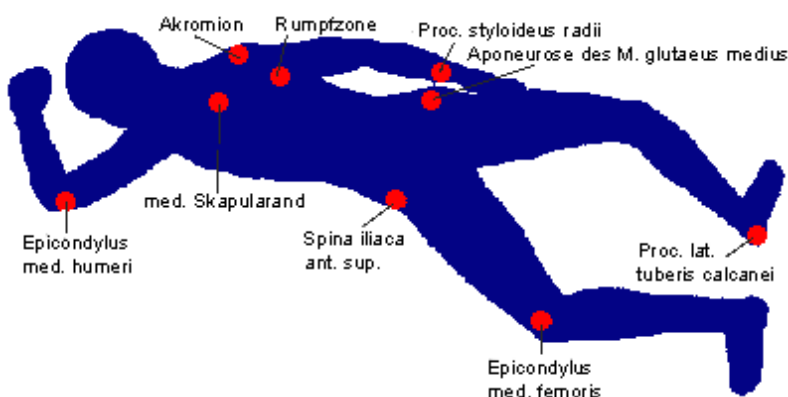 Akromion
Rumpfzone
Proc. styloideus radii
Aponeurose des M. glutaeus medius
med. Skapularand
Epicondylus
med. humeri
Spina iliaca
ant. sup.
Proc. lat.
tuberis calcanei
Epicondylus
med. femoris